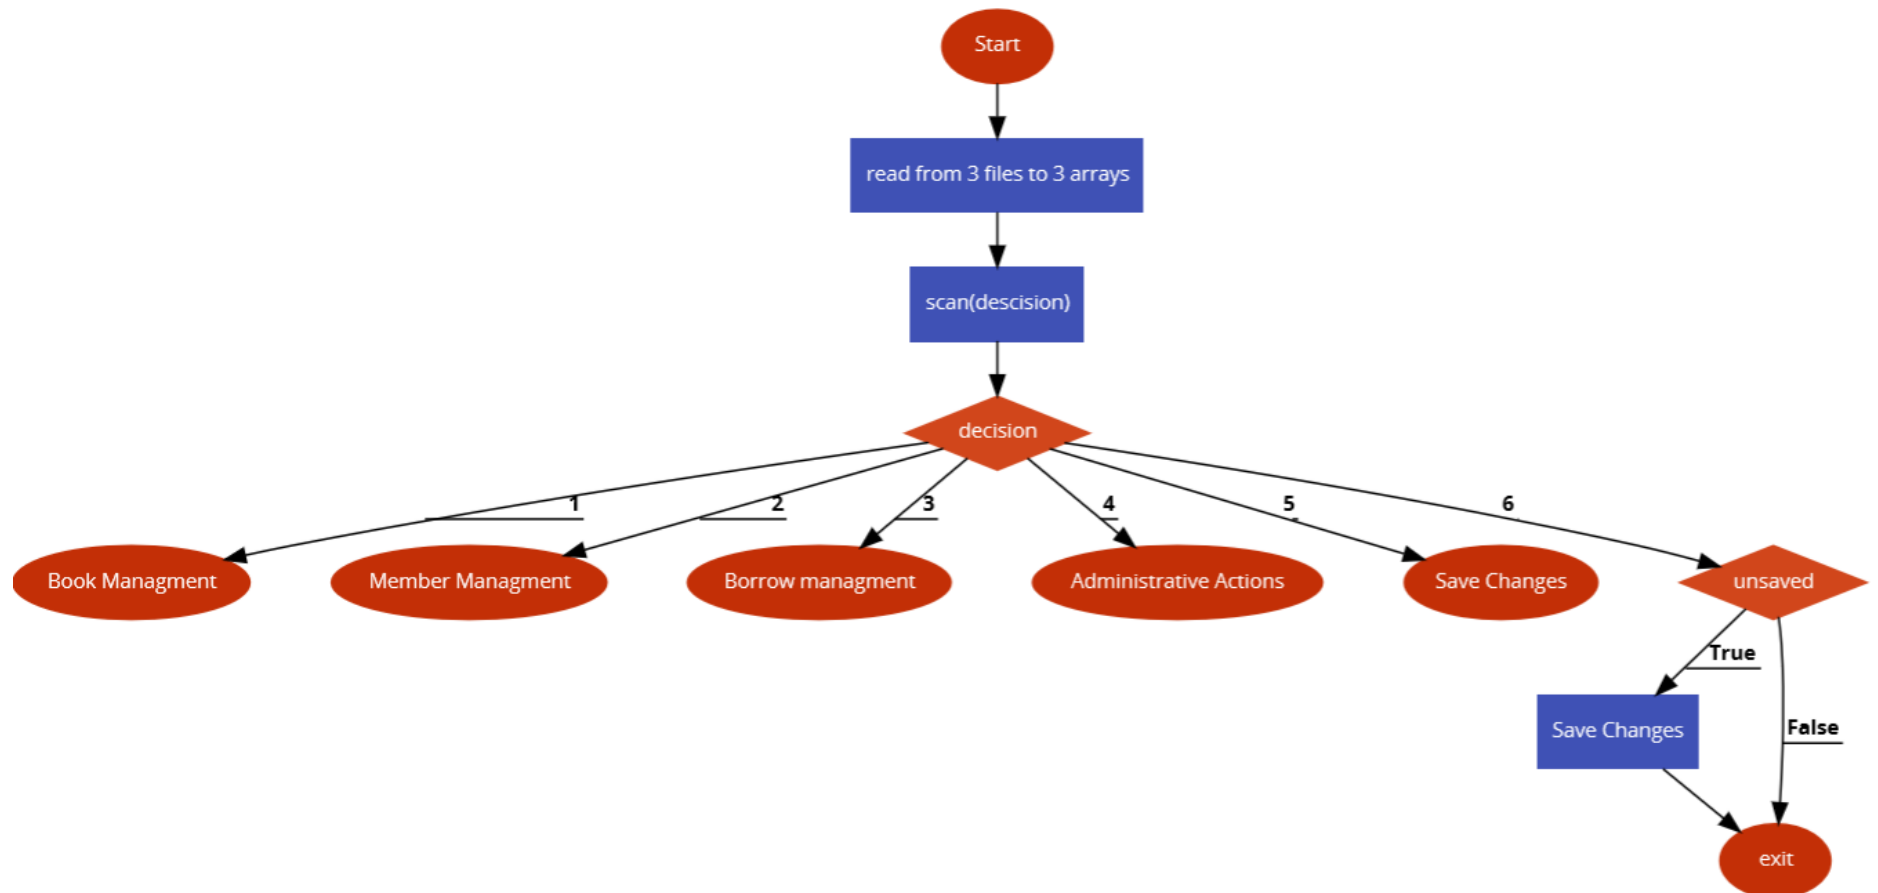 Start
read from 3 files to 3 arrays
scan(descision)
decision
1
2
3
4
5
6
Book Managment
Member Managment
Borrow managment
Administrative Actions
Save Changes
unsaved
True
Save Changes
False
exit